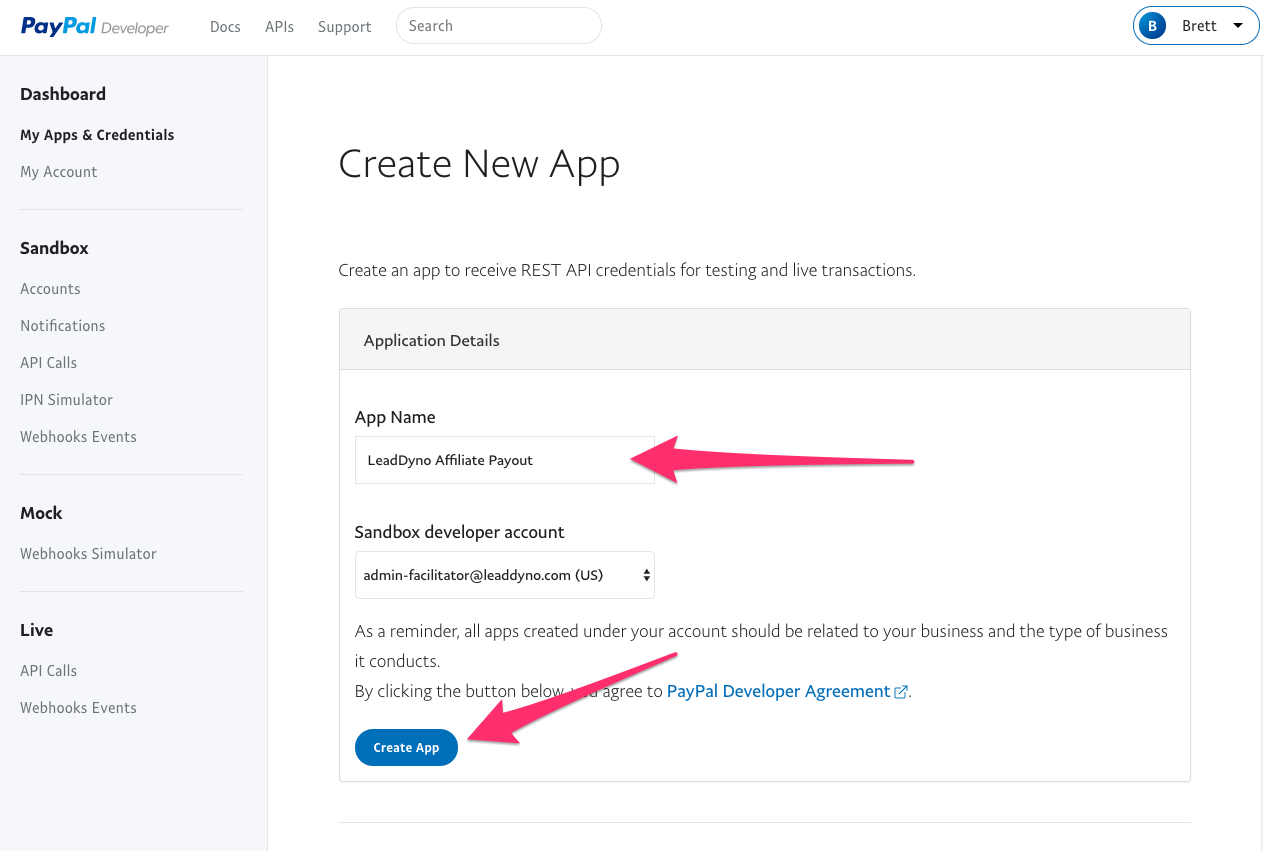 PayPal Developer
Docs
APIs
Support
Search
B
Brett
Dashboard
My Apps & Credentials
My Account
Sandbox
Accounts
Notifications
API Calls
IPN Simulator
Webhooks Events
Mock
Webhooks Simulator
Live
API Calls
Webhooks Events
Create New App
Create an app to receive REST API credentials for testing and live transactions.
Application Details
App Name
LeadDyno Affiliate Payout
Sandbox developer account
admin-facilitator@leaddyno.com (US)
As a reminder, all apps created under your account should be related to your business and the type of business
it conducts.
By clicking the button below, you agree to PayPal Developer Agreement.
Create App